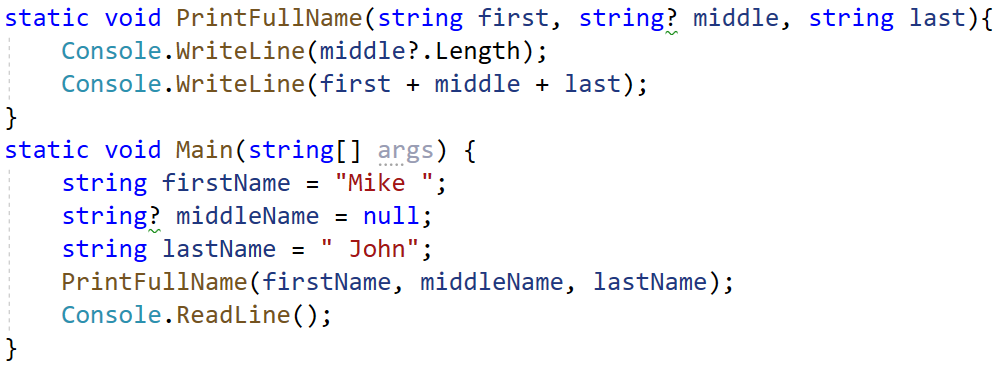 static void PrintFullName(string first, string? middle, string last){
    Console.WriteLine(middle?.Length);
    Console.WriteLine(first + middle + last);
}
static void Main(string[] args) {
    string firstName = "Mike ";
    string? middleName = null;
    string lastName = " John";
    PrintFullName(firstName, middleName, lastName);
    Console.ReadLine();
}